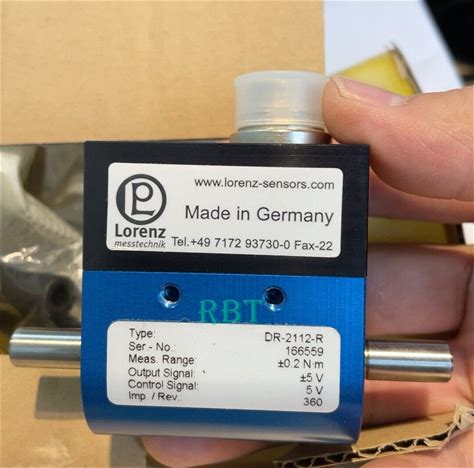 www.lorenz-sensors.com
Lorenz
messtechnik
Made in Germany
Tel.+49 7172 93730-0 Fax-22
RBT
Type: DR-2112-R
Ser - No.: 166559
Meas. Range: ±0.2 N m
Output Signal: ±5 V
Control Signal: 5 V
Imp. / Rev.: 360